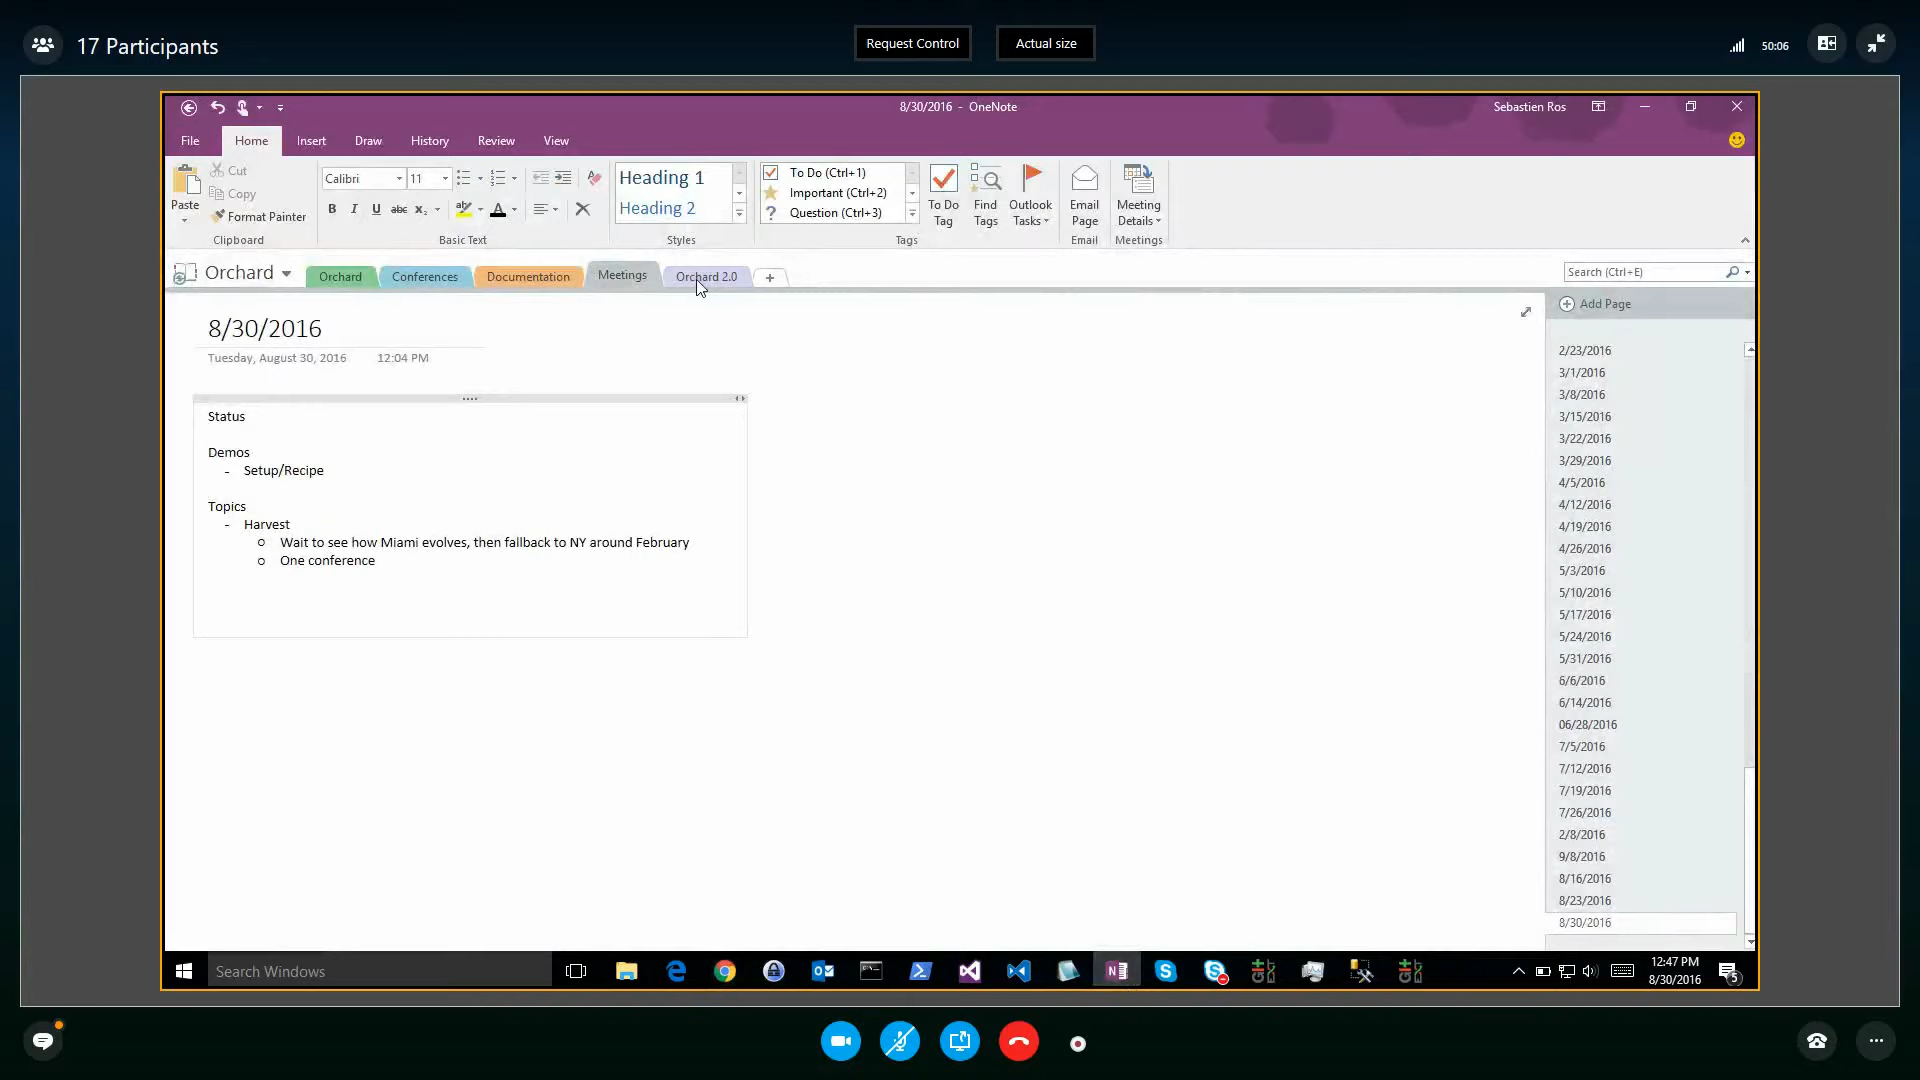 17 Participants
Request Control
Actual size
50:06
8/30/2016 - OneNote
Sebastien Ros
File
Home
Insert
Draw
History
Review
View
Paste
Cut
Copy
Format Painter
Clipboard
Calibri
11
B I U abc x₂
A
Basic Text
Heading 1
Heading 2
Styles
To Do (Ctrl+1)
Important (Ctrl+2)
? Question (Ctrl+3)
To Do
Tag
Find
Tags
Outlook
Tasks
Tags
Email
Page
Email
Meeting
Details
Meetings
Orchard
Orchard
Conferences
Documentation
Meetings
Orchard 2.0
+
Search (Ctrl+E)
8/30/2016
Tuesday, August 30, 2016 12:04 PM
Status
Demos
- Setup/Recipe
Topics
- Harvest
o Wait to see how Miami evolves, then fallback to NY around February
o One conference
Add Page
2/23/2016
3/1/2016
3/8/2016
3/15/2016
3/22/2016
3/29/2016
4/5/2016
4/12/2016
4/19/2016
4/26/2016
5/3/2016
5/10/2016
5/17/2016
5/24/2016
5/31/2016
6/6/2016
6/14/2016
06/28/2016
7/5/2016
7/12/2016
7/19/2016
7/26/2016
2/8/2016
9/8/2016
8/16/2016
8/23/2016
8/30/2016
Search Windows
12:47 PM
8/30/2016
5